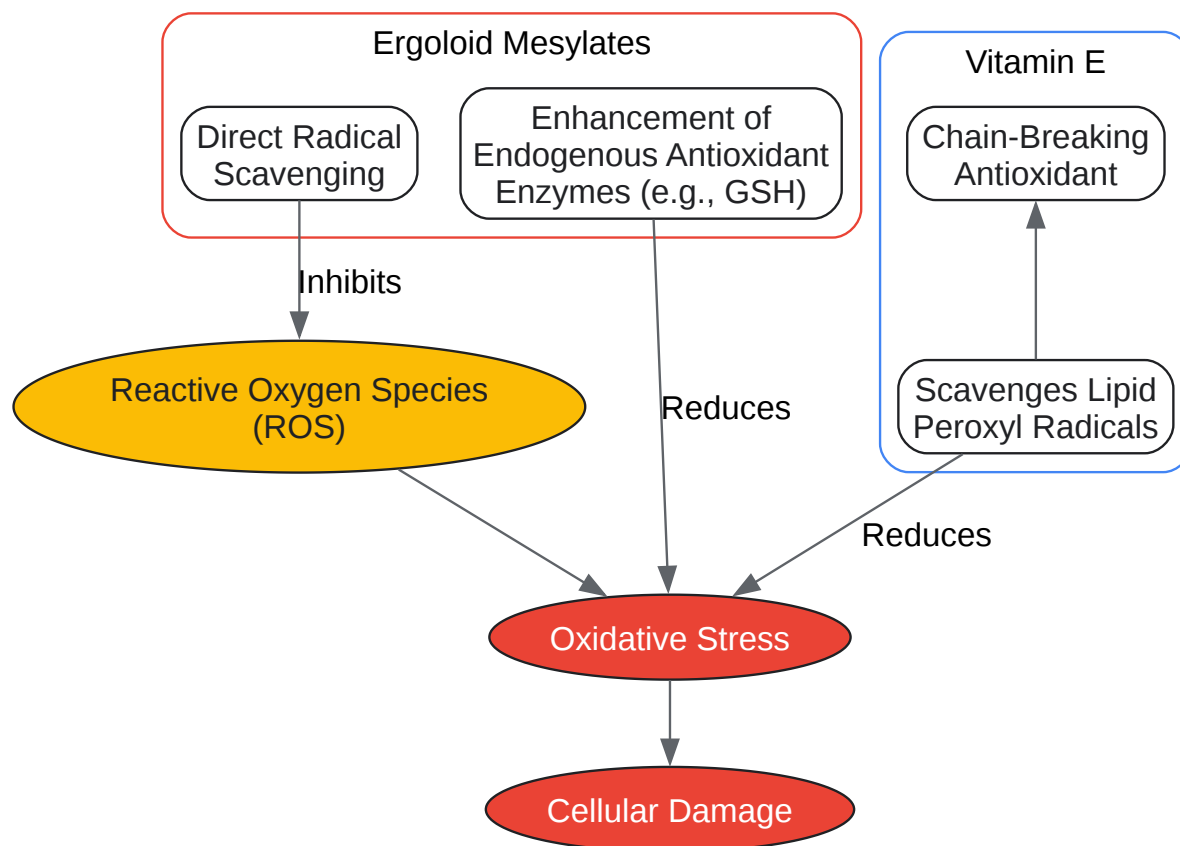 Ergoloid Mesylates
Vitamin E
Direct Radical
Scavenging
Enhancement of
Endogenous Antioxidant
Enzymes (e.g., GSH)
Chain-Breaking
Antioxidant
Inhibits
Reactive Oxygen Species
(ROS)
Reduces
Scavenges Lipid
Peroxyl Radicals
Reduces
Oxidative Stress
Cellular Damage